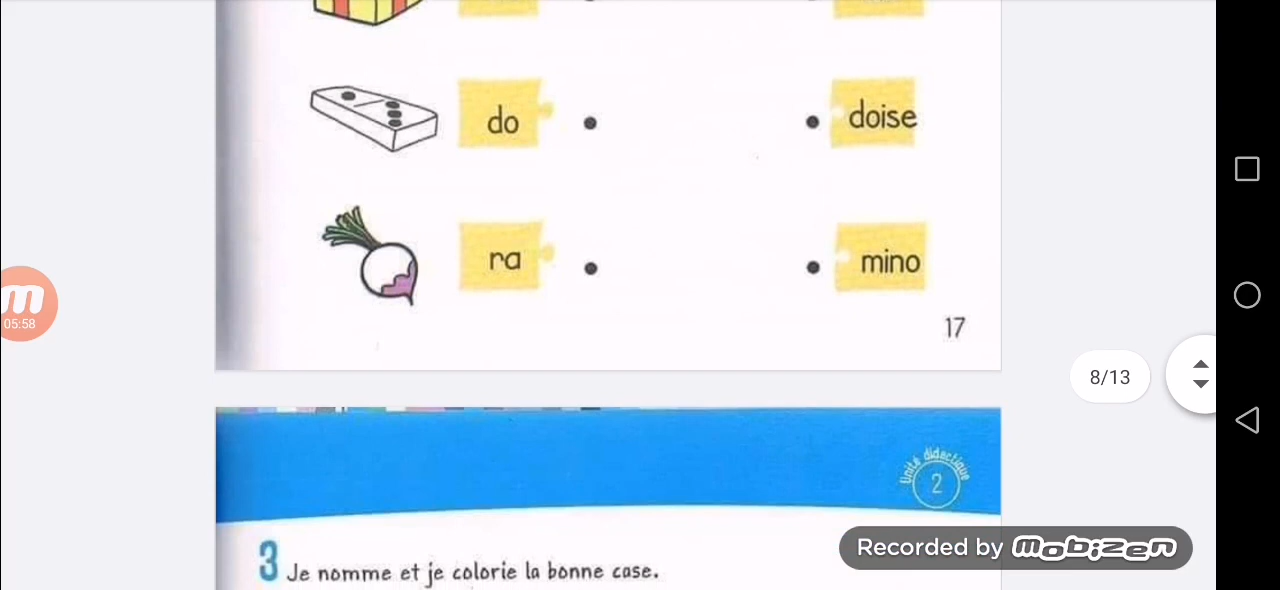 do
doise
ra
mino
17
05:58
8/13
Unité didactique
2
3 Je nomme et je colorie la bonne case.
Recorded by mobizen